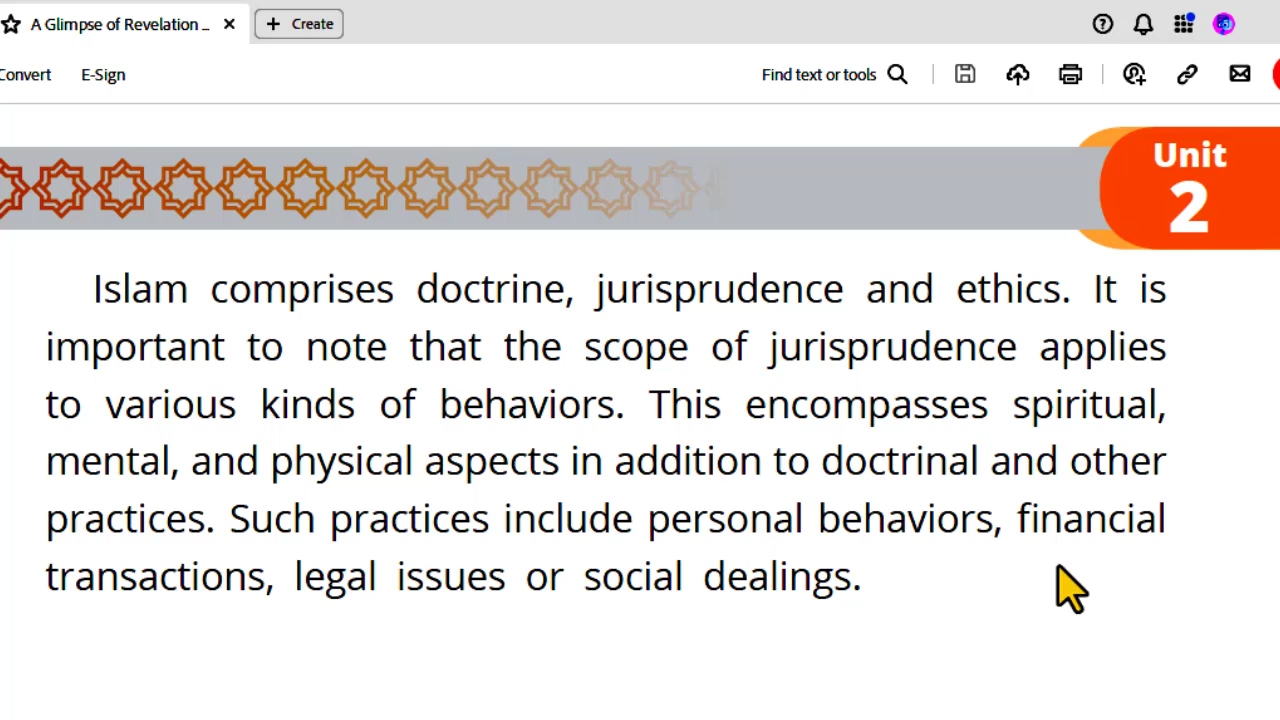 A Glimpse of Revelation ...
Create
Convert E-Sign
Find text or tools
Unit
2
Islam comprises doctrine, jurisprudence and ethics. It is
important to note that the scope of jurisprudence applies
to various kinds of behaviors. This encompasses spiritual,
mental, and physical aspects in addition to doctrinal and other
practices. Such practices include personal behaviors, financial
transactions, legal issues or social dealings.